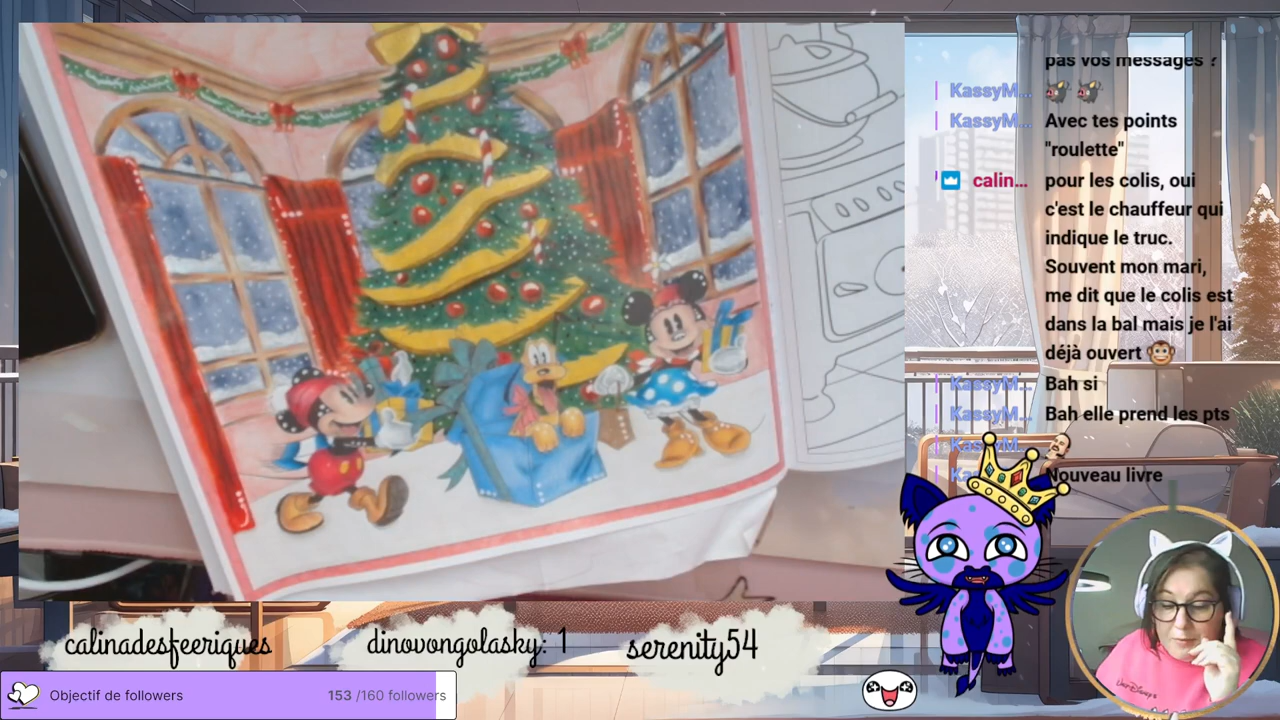 pas vos messages ?
KassyM...
KassyM... Avec tes points
"roulette"
calin... pour les colis, oui
c'est le chauffeur qui
indique le truc.
Souvent mon mari,
me dit que le colis est
dans la bal mais je l'ai
déjà ouvert
KassyM... Bah si
KassyM... Bah elle prend les pts
KassyM...
Ka Nouveau livre
calinadesfeeriques
dinovongolasky: 1
serenity54
Objectif de followers 153 /160 followers